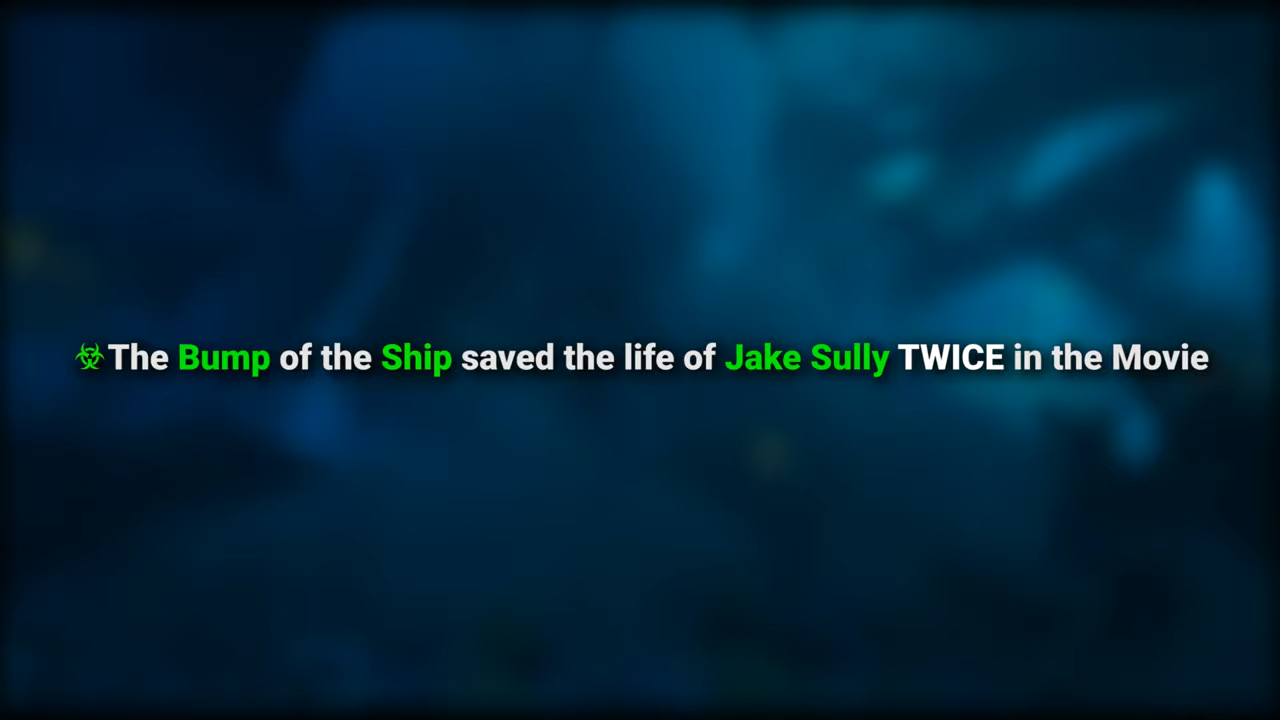 ☣The Bump of the Ship saved the life of Jake Sully TWICE in the Movie